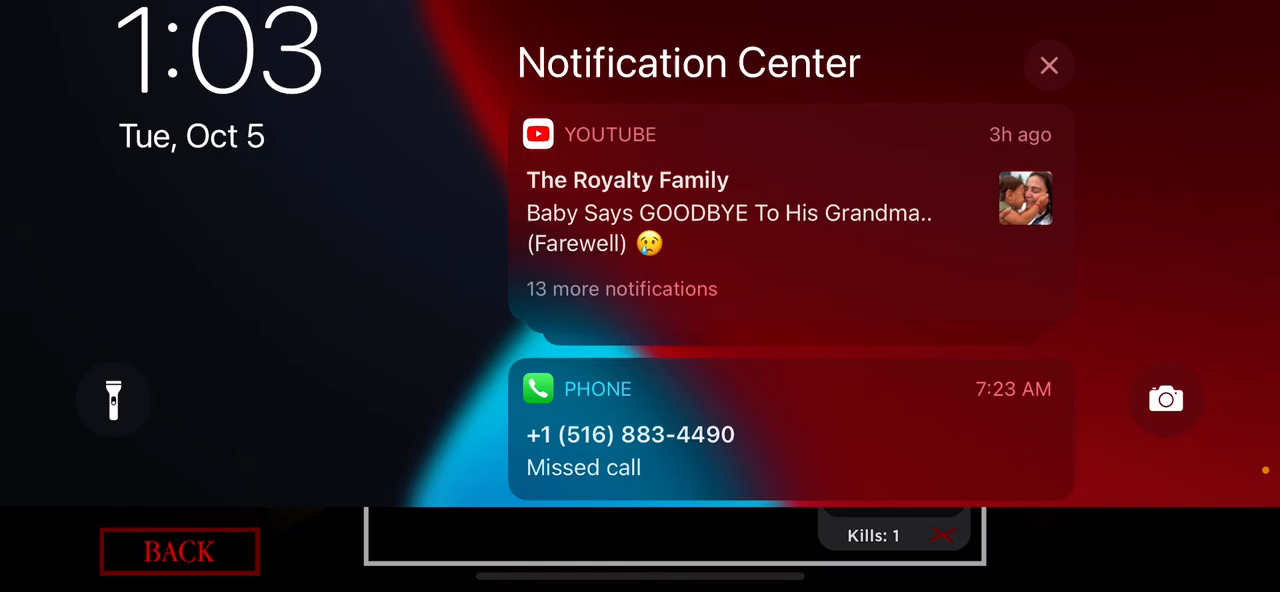 1:03
Tue, Oct 5
Notification Center
YOUTUBE
3h ago
The Royalty Family
Baby Says GOODBYE To His Grandma..
(Farewell) 😢
13 more notifications
PHONE
7:23 AM
+1 (516) 883-4490
Missed call
BACK
Kills: 1